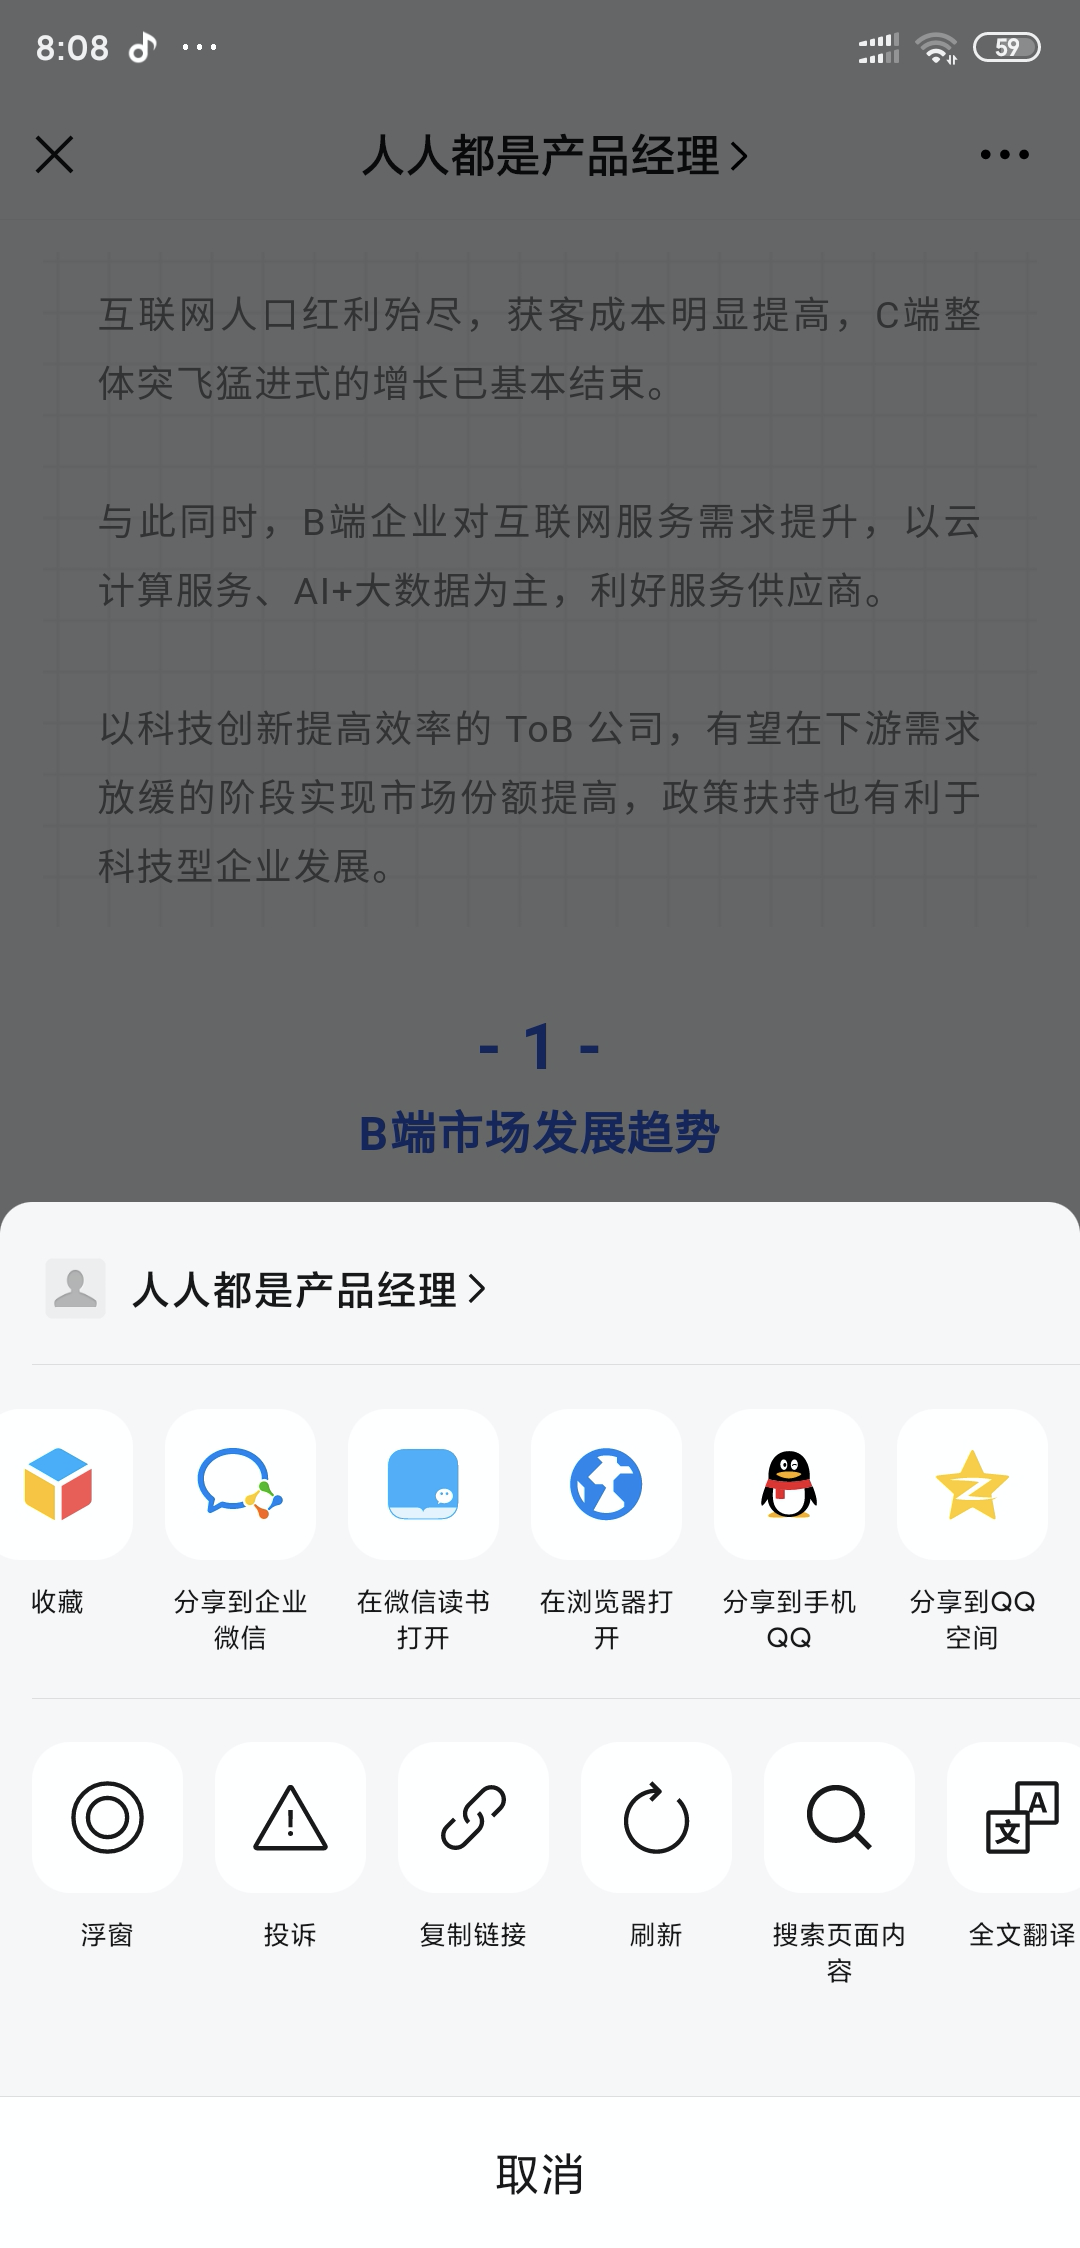 8:08
59
人人都是产品经理
互联网人口红利殆尽，获客成本明显提高，C端整
体突飞猛进式的增长已基本结束。
与此同时，B端企业对互联网服务需求提升，以云
计算服务、AI+大数据为主，利好服务供应商。
以科技创新提高效率的 ToB 公司，有望在下游需求
放缓的阶段实现市场份额提高，政策扶持也有利于
科技型企业发展。
- 1 -
B端市场发展趋势
人人都是产品经理
收藏
分享到企业
微信
在微信读书
打开
在浏览器打
开
分享到手机
QQ
分享到QQ
空间
浮窗
投诉
复制链接
刷新
搜索页面内
容
A
文
全文翻译
取消